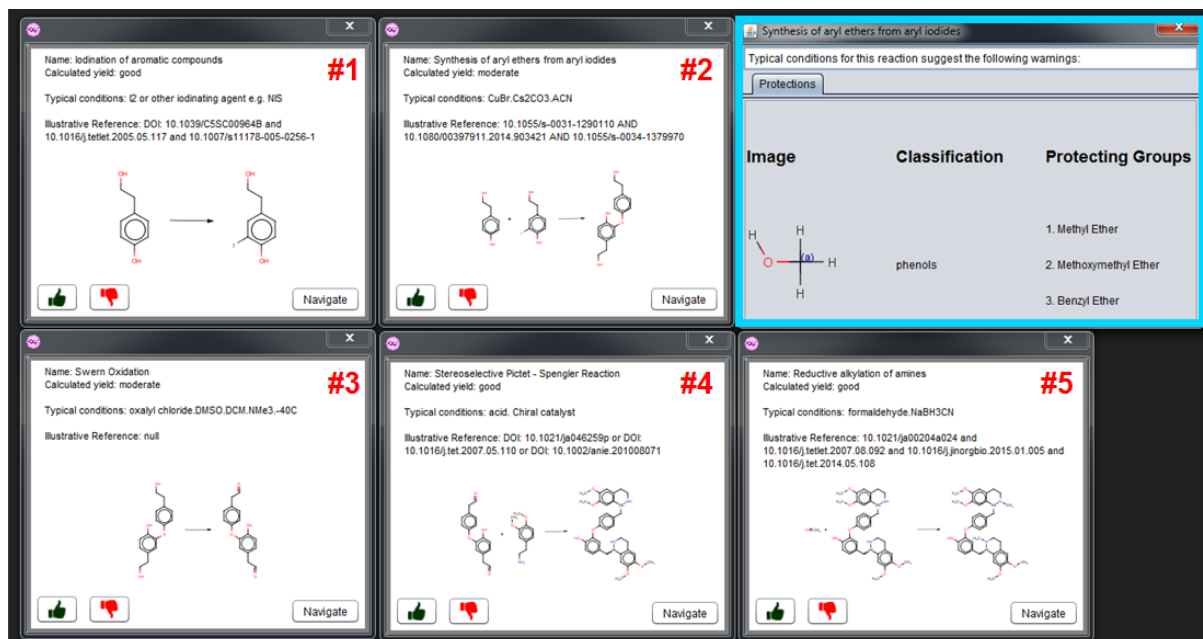 Name: Iodination of aromatic compounds
Calculated yield: good
#1
Typical conditions: I2 or other iodinating agent e.g. NIS
Illustrative Reference: DOI: 10.1039/C5SC00964B and
10.1016/j.tetlet.2005.05.117 and 10.1007/s11178-005-0256-1
OH
OH
OH
I
OH
Navigate
Name: Synthesis of aryl ethers from aryl iodides
Calculated yield: moderate
#2
Typical conditions: CuBr.Cs2CO3.ACN
Illustrative Reference: 10.1055/s-0031-1290110 AND
10.1080/00397911.2014.903421 AND 10.1055/s-0034-1379970
Navigate
Synthesis of aryl ethers from aryl iodides
Typical conditions for this reaction suggest the following warnings:
Protections
Image Classification Protecting Groups
H
H
O
(a)
H
H
phenols
1. Methyl Ether
2. Methoxymethyl Ether
3. Benzyl Ether
Name: Swern Oxidation
Calculated yield: moderate
#3
Typical conditions: oxalyl chloride.DMSO.DCM.NMe3.-40C
Illustrative Reference: null
Navigate
Name: Stereoselective Pictet - Spengler Reaction
Calculated yield: good
#4
Typical conditions: acid. Chiral catalyst
Illustrative Reference: DOI: 10.1021/ja046259p or DOI:
10.1016/j.tet.2007.05.110 or DOI: 10.1002/anie.201008071
Navigate
Name: Reductive alkylation of amines
Calculated yield: good
#5
Typical conditions: formaldehyde.NaBH3CN
Illustrative Reference: 10.1021/ja00204a024 and
10.1016/j.tetlet.2007.08.092 and 10.1016/j.jinorgbio.2015.01.005 and
10.1016/j.tet.2014.05.108
Navigate